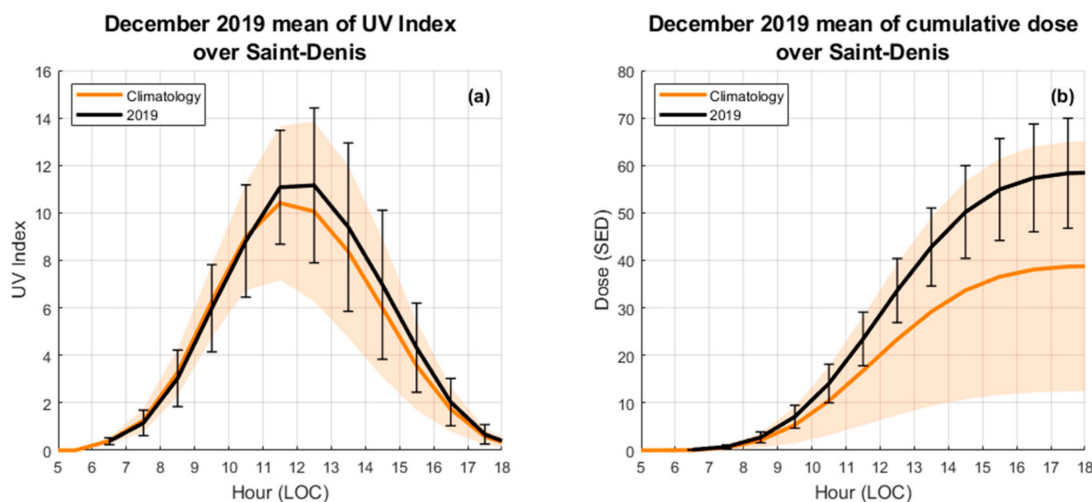 December 2019 mean of UV Index
over Saint-Denis
16
14
12
10
8
6
4
2
0
UV Index
Climatology
2019
(a)
5 6 7 8 9 10 11 12 13 14 15 16 17 18
Hour (LOC)
December 2019 mean of cumulative dose
over Saint-Denis
80
70
60
50
40
30
20
10
0
Dose (SED)
Climatology
2019
(b)
5 6 7 8 9 10 11 12 13 14 15 16 17 18
Hour (LOC)